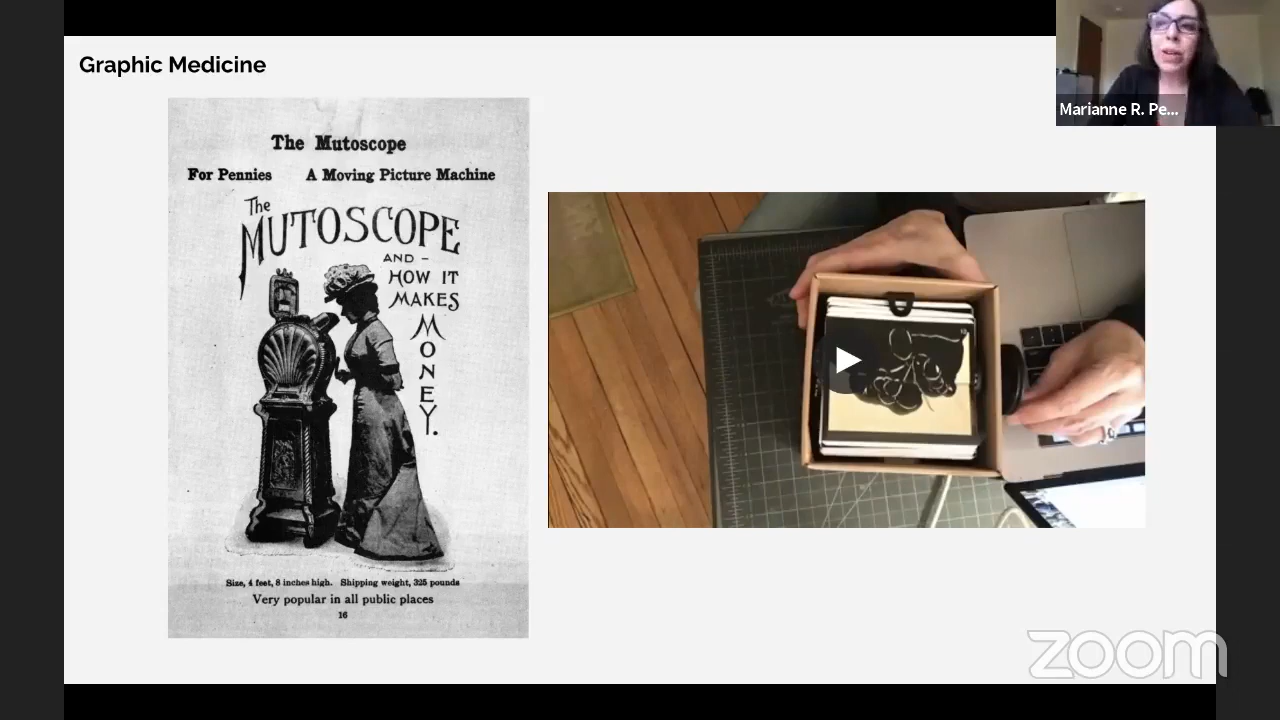 Graphic Medicine
Marianne R. Pe...
The Mutoscope
For Pennies A Moving Picture Machine
The
MUTOSCOPE
AND -
HOW IT
MAKES
MONEY.
Size, 4 feet, 8 inches high. Shipping weight, 325 pounds
Very popular in all public places
16
zoom